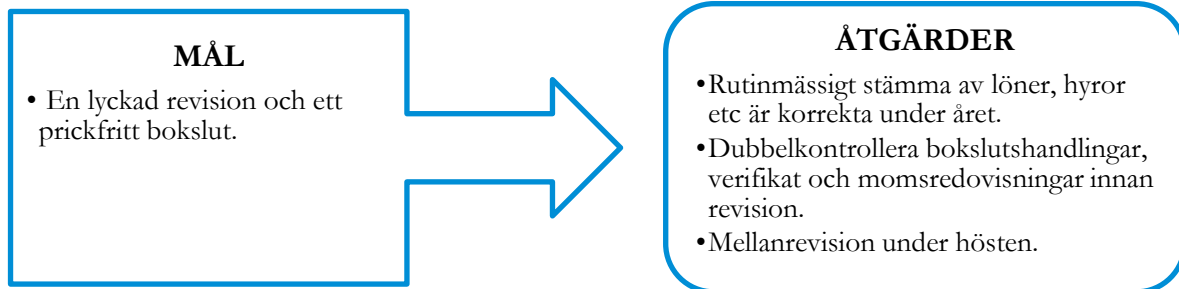 MÅL
• En lyckad revision och ett
prickfritt bokslut.
ÅTGÄRDER
•Rutinmässigt stämma av löner, hyror
etc är korrekta under året.
•Dubbelkontrollera bokslutshandlingar,
verifikat och momsredovisningar innan
revision.
•Mellanrevision under hösten.